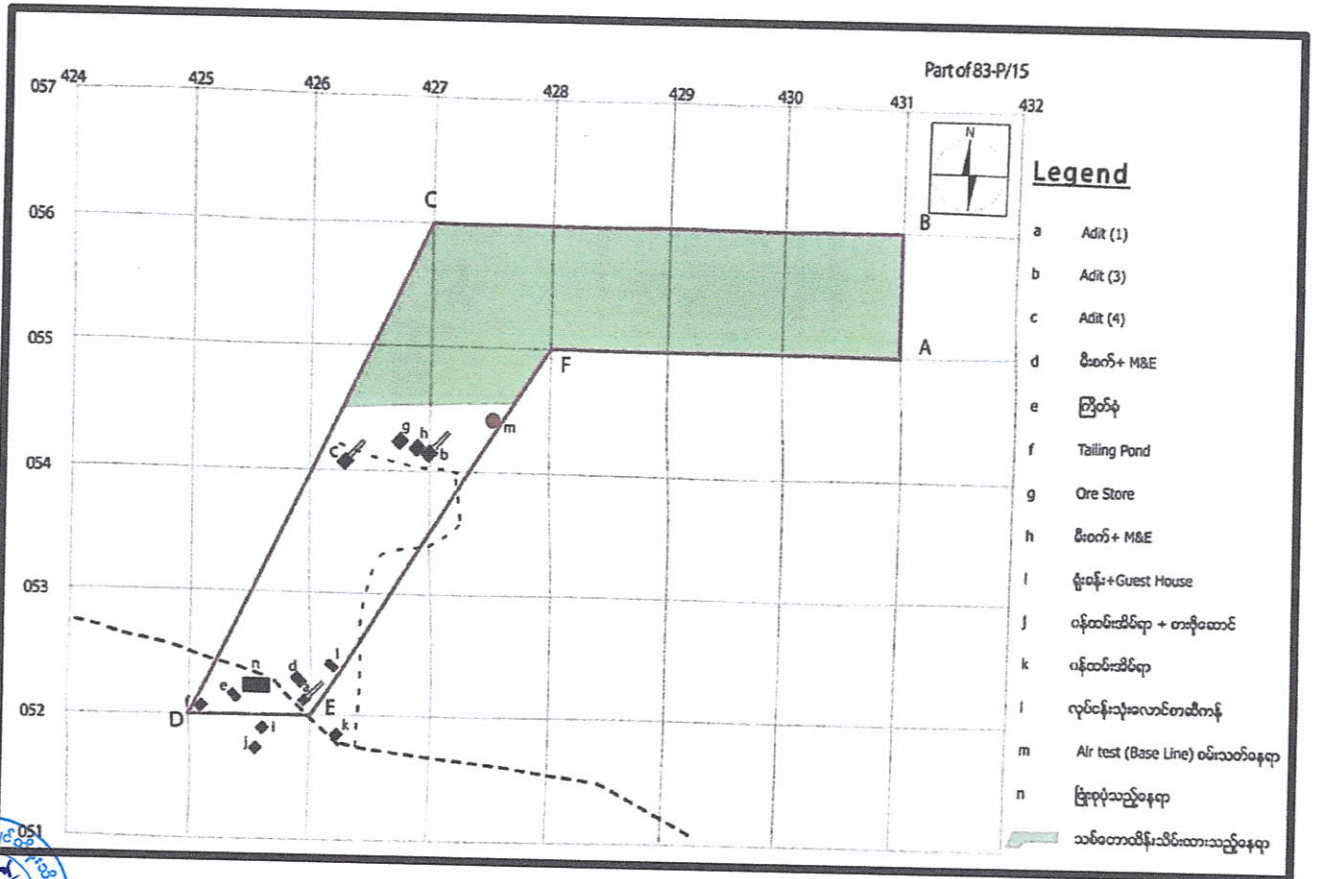 Part of 83-P/15
424 425 426 427 428 429 430 431 432
057
056
055
054
053
052
051
N
C
B
A
F
D
E
g
h
b
c
m
n
d
l
e
f
i
j
k
Legend
a Adit (1)
b Adit (3)
c Adit (4)
d မီးစက်+ M&E
e ကြိတ်စုံ
f Tailing Pond
g Ore Store
h မီးစက်+ M&E
I ရုံးခန်း+Guest House
j ဝန်ထမ်းအိမ်ရာ + စားဖိုဆောင်
k ဝန်ထမ်းအိမ်ရာ
l လုပ်ငန်းသုံးလောင်စာဆီကန်
m Air test (Base Line) စမ်းသတ်နေရာ
n ခြုံးစုပုံသည့်နေရာ
သစ်တောထိန်းသိမ်းထားသည့်နေရာ